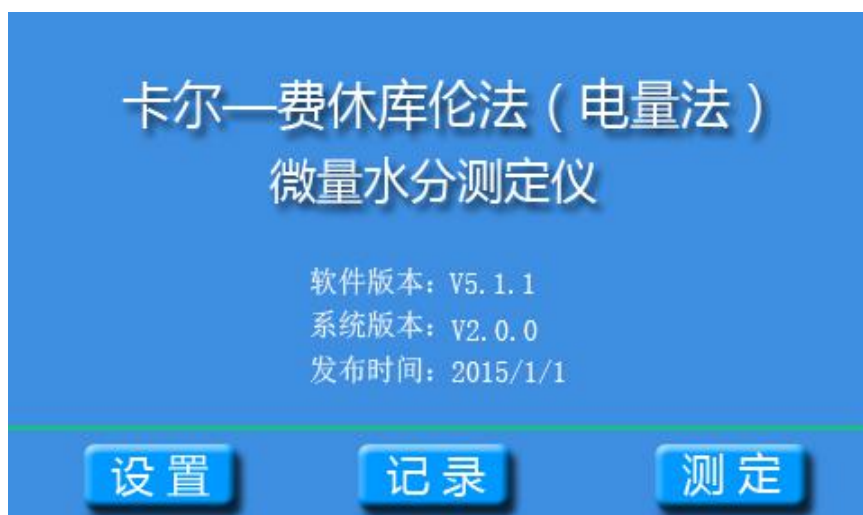 卡尔—费休库伦法（电量法）
微量水分测定仪
软件版本：V5.1.1
系统版本：V2.0.0
发布时间：2015/1/1
设置 记录 测定